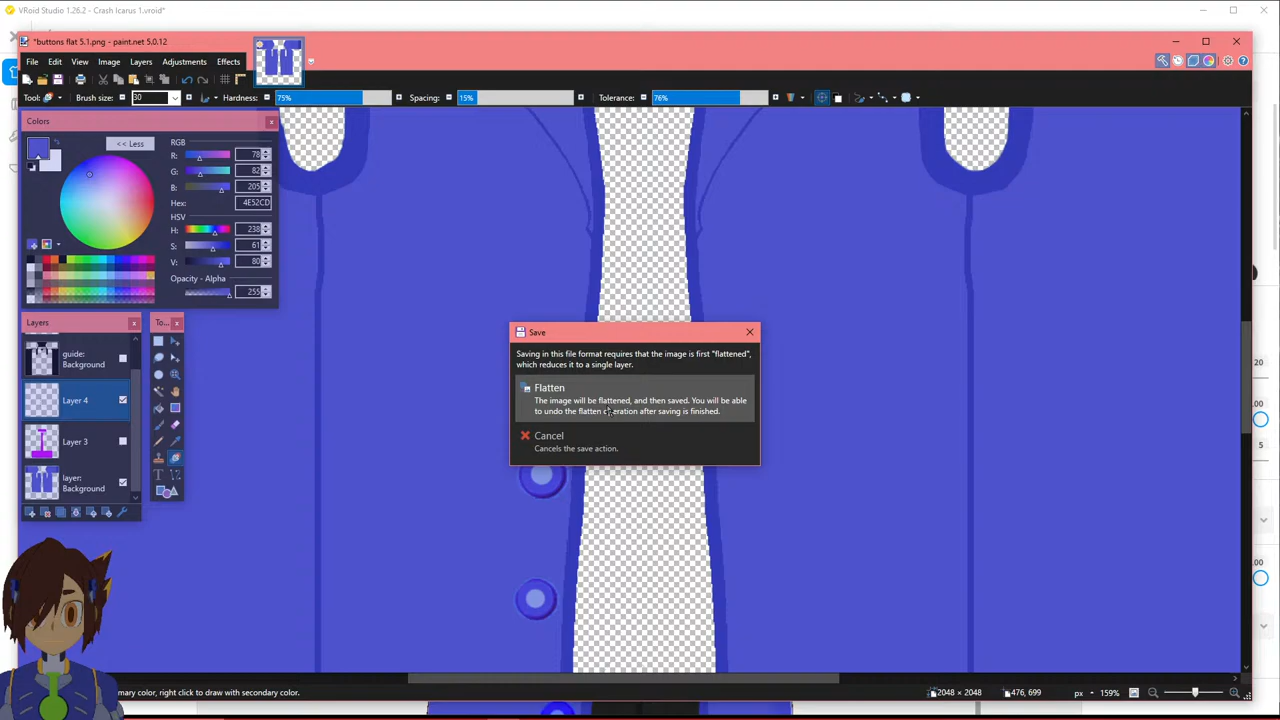 VRoid Studio 1.26.2 - Crash Icarus 1.vroid*
*buttons flat 5.1.png - paint.net 5.0.12
File Edit View Image Layers Adjustments Effects
Tool: Brush size: 30 Hardness: 75% Spacing: 15% Tolerance: 76%
Colors
<< Less
RGB
R: 78
G: 82
B: 205
Hex: 4E52CD
HSV
H: 238
S: 61
V: 80
Opacity - Alpha
255
Layers
To...
guide:
Background
Layer 4
Layer 3
layer:
Background
Save
Saving in this file format requires that the image is first "flattened",
which reduces it to a single layer.
Flatten
The image will be flattened, and then saved. You will be able
to undo the flatten operation after saving is finished.
Cancel
Cancels the save action.
mary color, right click to draw with secondary color.
2048 × 2048
476, 699
px
159%
.00
5
.00